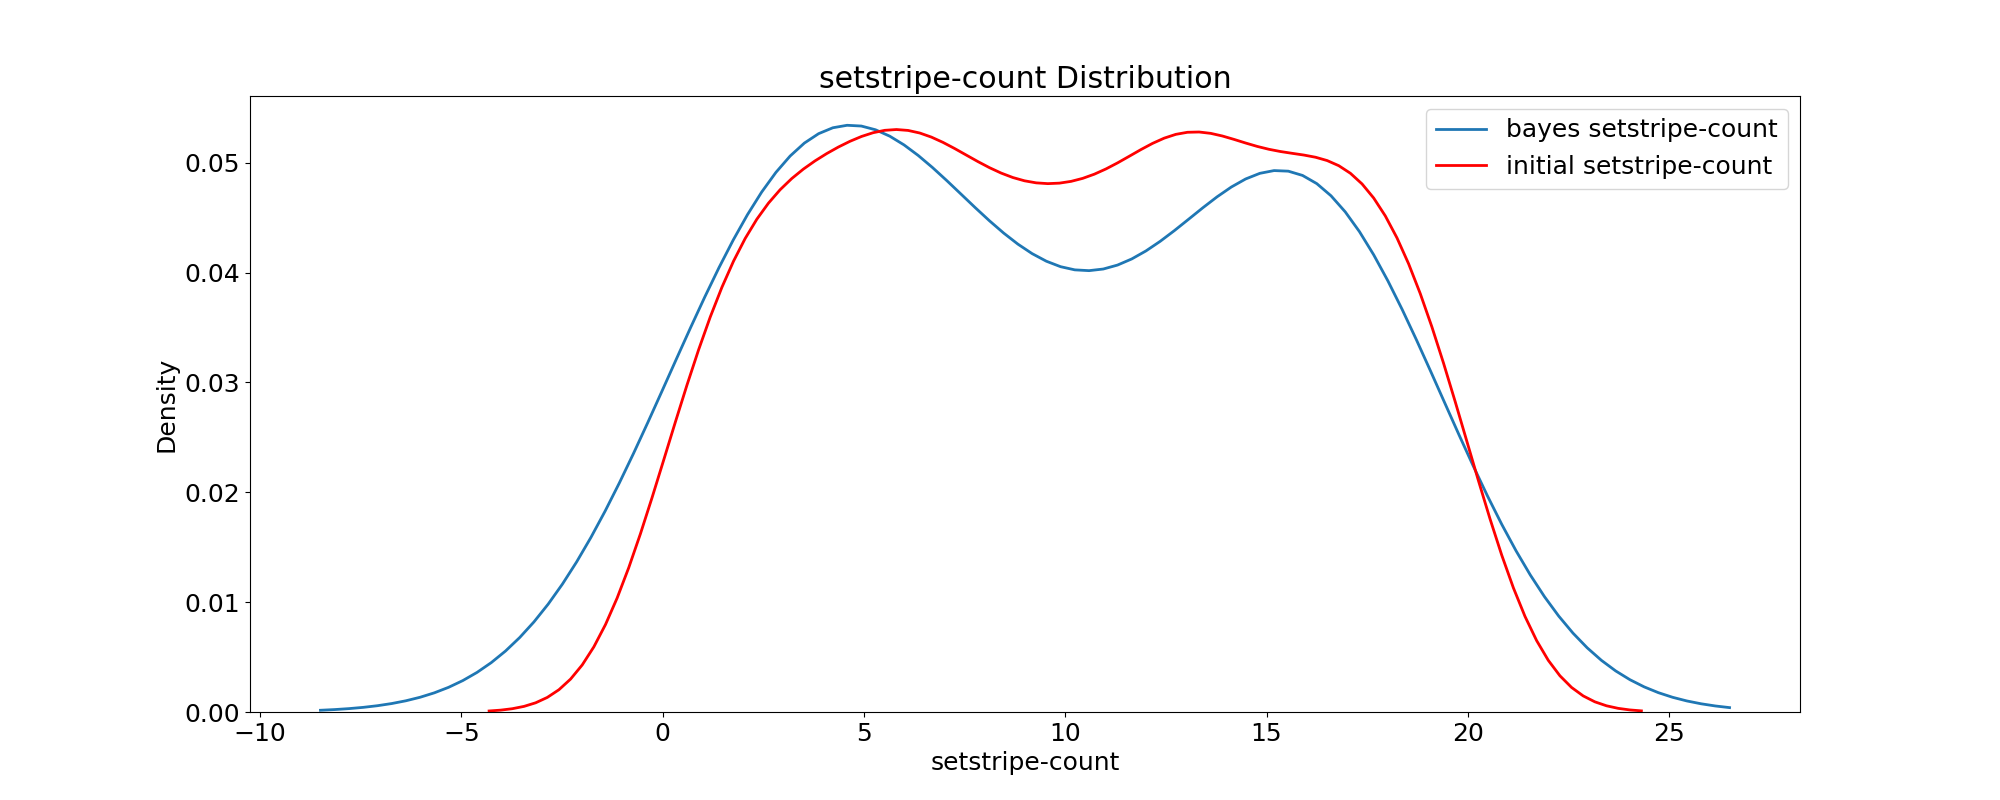 setstripe-count Distribution
bayes setstripe-count
initial setstripe-count
Density
0.05
0.04
0.03
0.02
0.01
0.00
−10 −5 0 5 10 15 20 25
setstripe-count